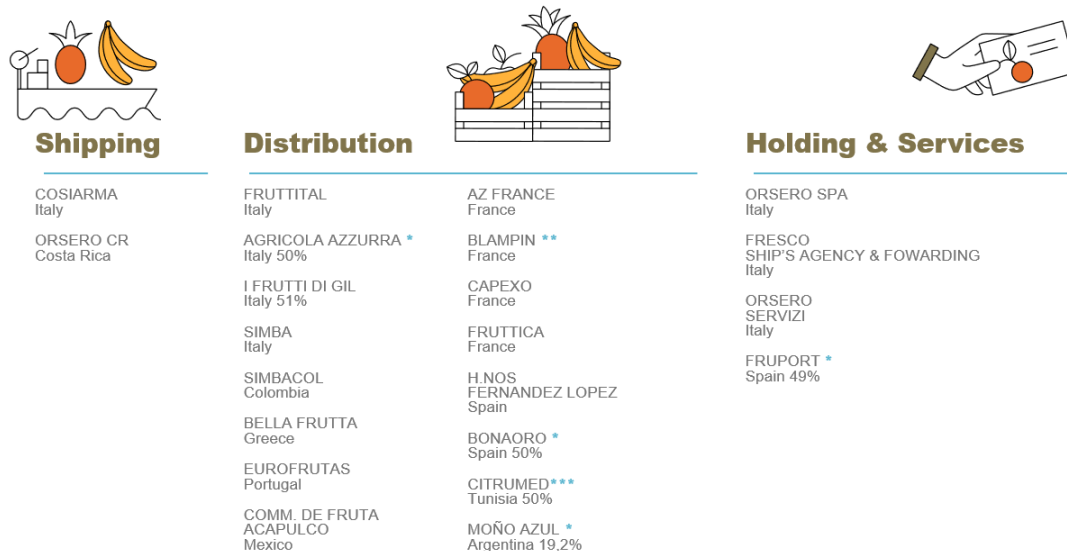 Shipping
COSIARMA
Italy
ORSERO CR
Costa Rica
Distribution
FRUTTITAL
Italy
AGRICOLA AZZURRA *
Italy 50%
I FRUTTI DI GIL
Italy 51%
SIMBA
Italy
SIMBACOL
Colombia
BELLA FRUTTA
Greece
EUROFRUTAS
Portugal
COMM. DE FRUTA
ACAPULCO
Mexico
AZ FRANCE
France
BLAMPIN **
France
CAPEXO
France
FRUTTICA
France
H.NOS
FERNANDEZ LOPEZ
Spain
BONAORO *
Spain 50%
CITRUMED***
Tunisia 50%
MOÑO AZUL *
Argentina 19,2%
Holding & Services
ORSERO SPA
Italy
FRESCO
SHIP'S AGENCY & FOWARDING
Italy
ORSERO
SERVIZI
Italy
FRUPORT *
Spain 49%